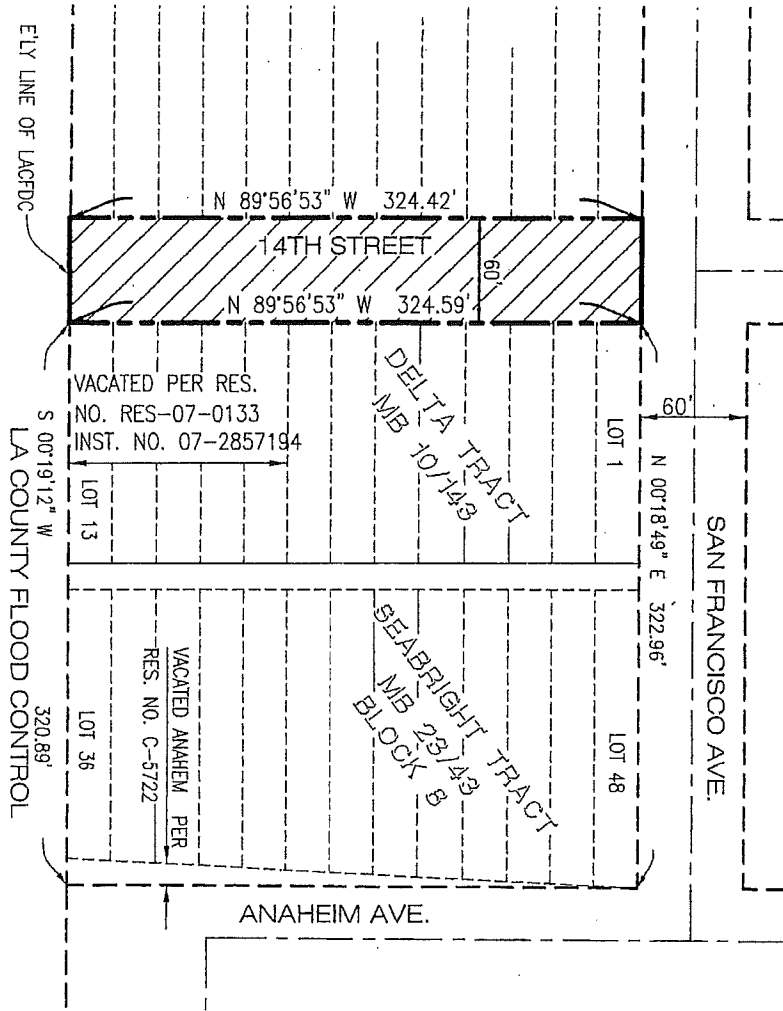 E'LY LINE OF LACFDC
N 89°56'53" W 324.42'
14TH STREET
60'
N 89°56'53" W 324.59'
VACATED PER RES.
NO. RES-07-0133
INST. NO. 07-2857194
DELTA TRACT
MB 10/143
LOT 1
60'
N 00°18'49" E 322.96'
SAN FRANCISCO AVE.
LOT 13
S 00°19'12" W 320.89'
LA COUNTY FLOOD CONTROL
SEABRIGHT TRACT
MB 23/43
BLOCK B
VACATED ANAHEM PER
RES. NO. C-5722
LOT 36
LOT 48
ANAHEIM AVE.